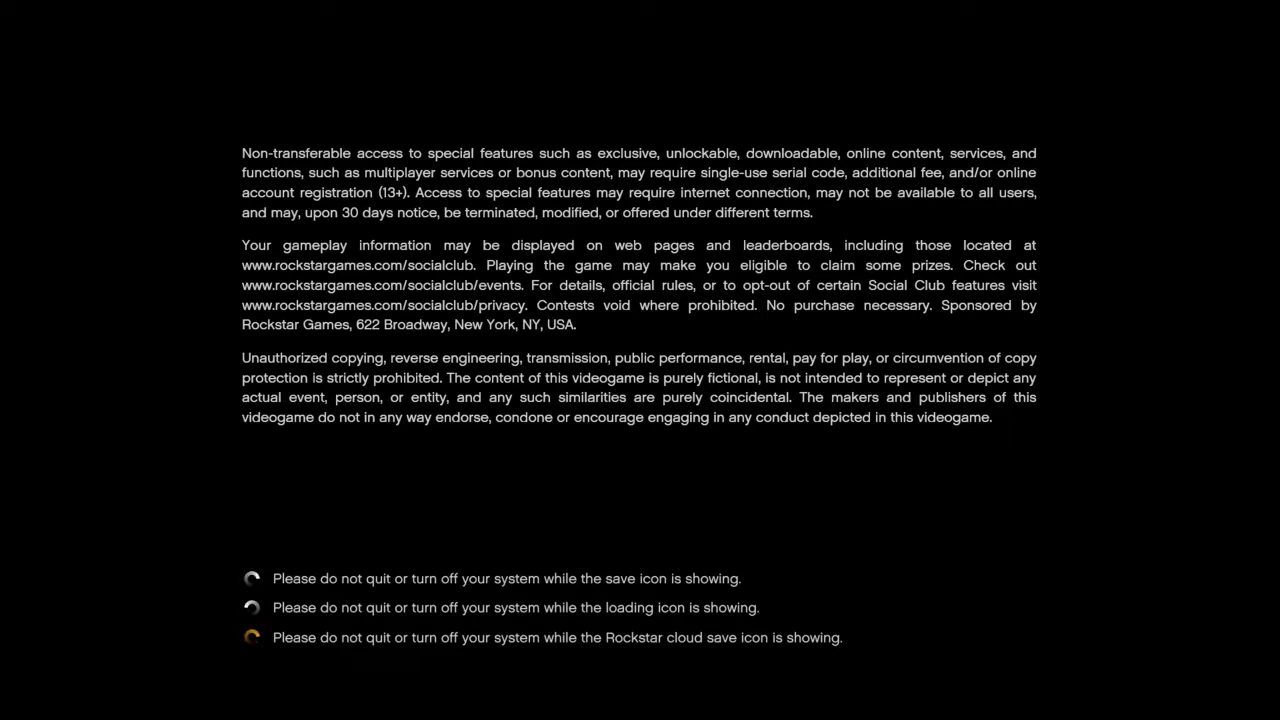 Non-transferable access to special features such as exclusive, unlockable, downloadable, online content, services, and
functions, such as multiplayer services or bonus content, may require single-use serial code, additional fee, and/or online
account registration (13+). Access to special features may require internet connection, may not be available to all users,
and may, upon 30 days notice, be terminated, modified, or offered under different terms.
Your gameplay information may be displayed on web pages and leaderboards, including those located at
www.rockstargames.com/socialclub. Playing the game may make you eligible to claim some prizes. Check out
www.rockstargames.com/socialclub/events. For details, official rules, or to opt-out of certain Social Club features visit
www.rockstargames.com/socialclub/privacy. Contests void where prohibited. No purchase necessary. Sponsored by
Rockstar Games, 622 Broadway, New York, NY, USA.
Unauthorized copying, reverse engineering, transmission, public performance, rental, pay for play, or circumvention of copy
protection is strictly prohibited. The content of this videogame is purely fictional, is not intended to represent or depict any
actual event, person, or entity, and any such similarities are purely coincidental. The makers and publishers of this
videogame do not in any way endorse, condone or encourage engaging in any conduct depicted in this videogame.
Please do not quit or turn off your system while the save icon is showing.
Please do not quit or turn off your system while the loading icon is showing.
Please do not quit or turn off your system while the Rockstar cloud save icon is showing.